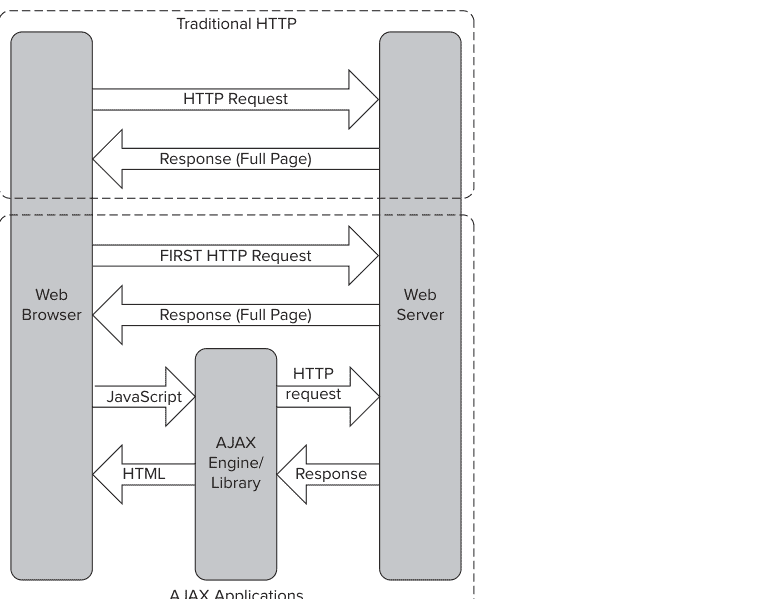 Traditional HTTP
HTTP Request
Response (Full Page)
FIRST HTTP Request
Web
Browser
Web
Server
Response (Full Page)
HTTP
request
JavaScript
AJAX
Engine/
Library
HTML
Response
AJAX Applications